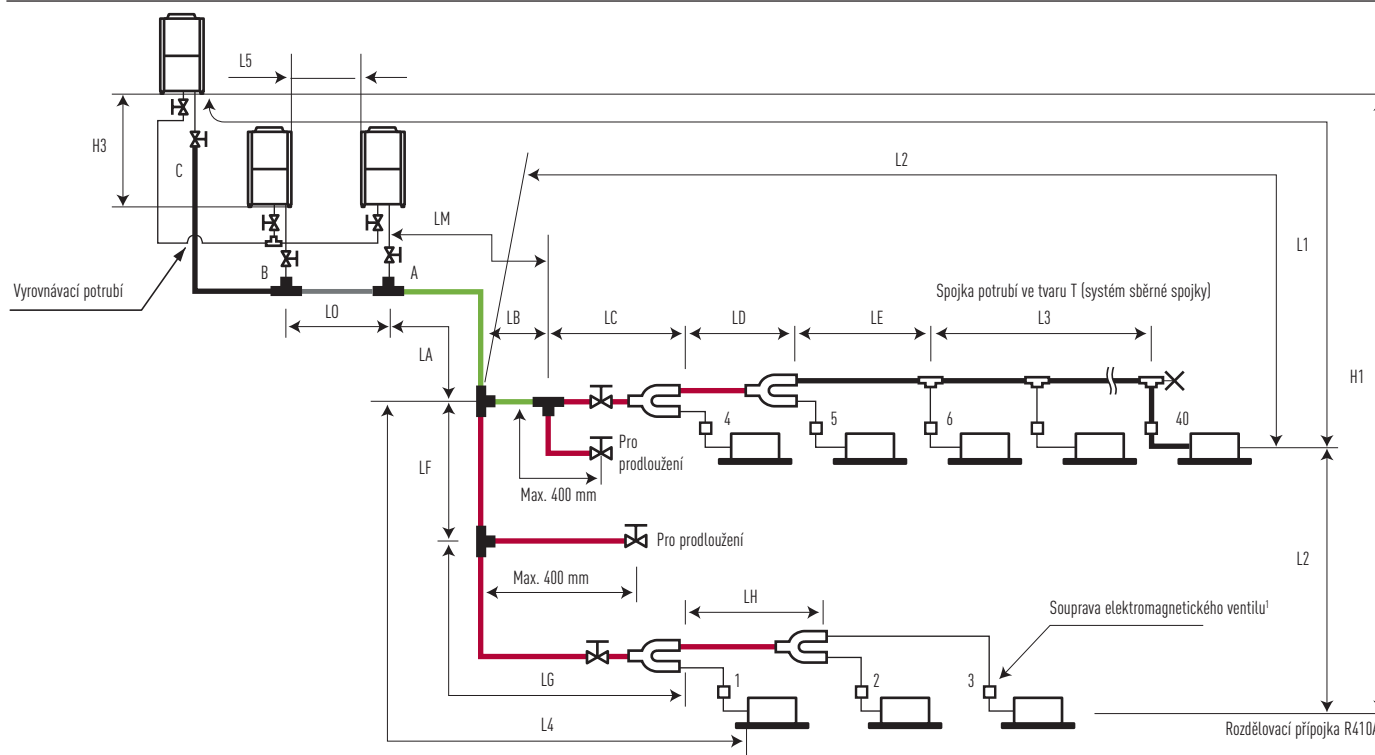 L5
H3
C
L2
LM
L1
B
A
Vyrovnávací potrubí
Spojka potrubí ve tvaru T (systém sběrné spojky)
LO
LB
LC
LD
LE
L3
LA
H1
4
5
6
40
Pro
prodloužení
LF
Max. 400 mm
Pro prodloužení
L2
Max. 400 mm
LH
Souprava elektromagnetického ventilu¹
LG
1
2
3
L4
Rozdělovací přípojka R410A